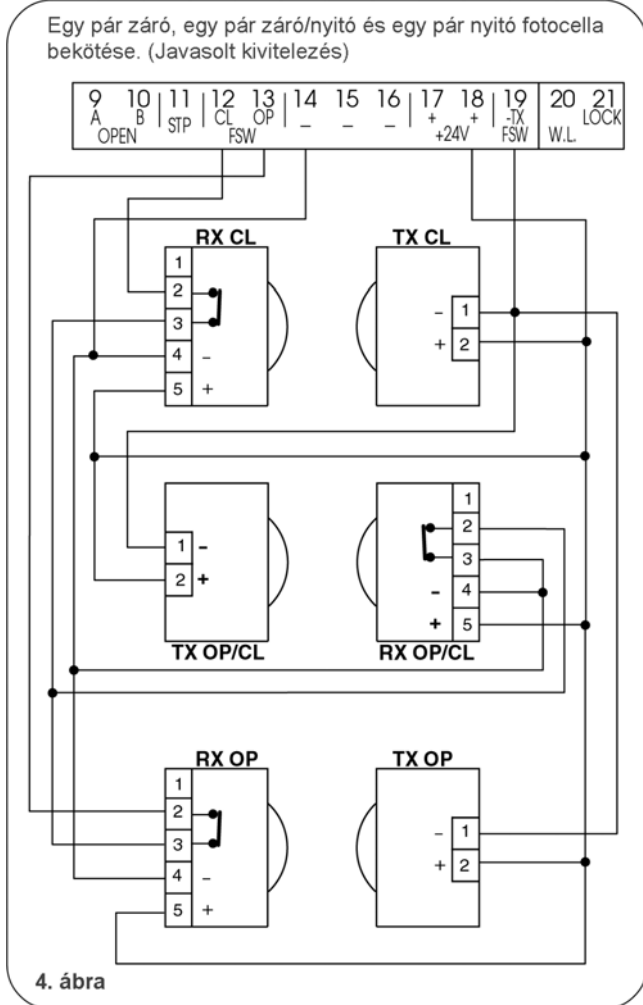 Egy pár záró, egy pár záró/nyitó és egy pár nyitó fotocella
bekötése. (Javasolt kivitelezés)
9 10 11 12 13 14 15 16 17 18 19 20 21
A B STP CL OP – – – + + -TX LOCK
OPEN FSW +24V FSW W.L.
RX CL TX CL
1
2
3
4 –
5 +
– 1
+ 2
1 -
2 +
TX OP/CL
1
2
3
- 4
+ 5
RX OP/CL
RX OP TX OP
1
2
3
4 –
5 +
– 1
+ 2
4. ábra